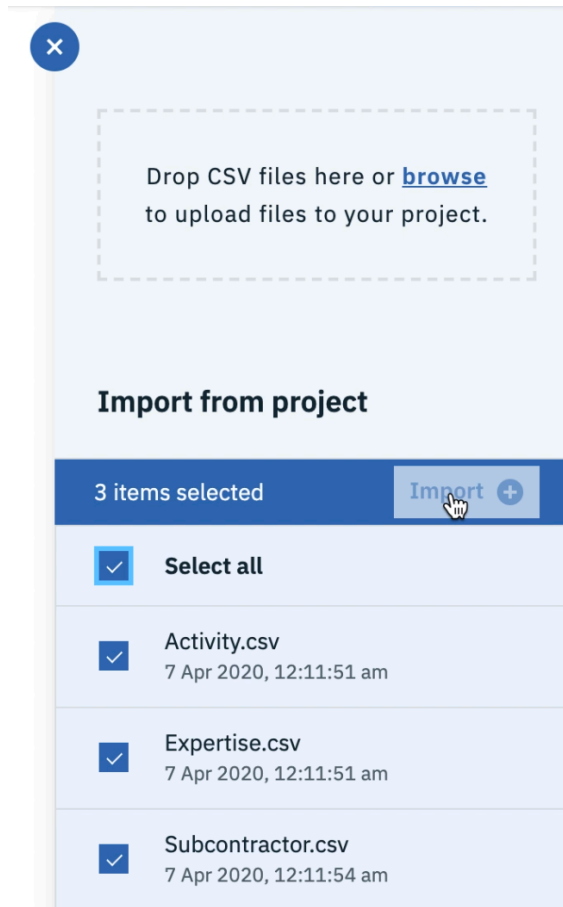 Drop CSV files here or browse
to upload files to your project.
Import from project
3 items selected
Import
Select all
Activity.csv
7 Apr 2020, 12:11:51 am
Expertise.csv
7 Apr 2020, 12:11:51 am
Subcontractor.csv
7 Apr 2020, 12:11:54 am